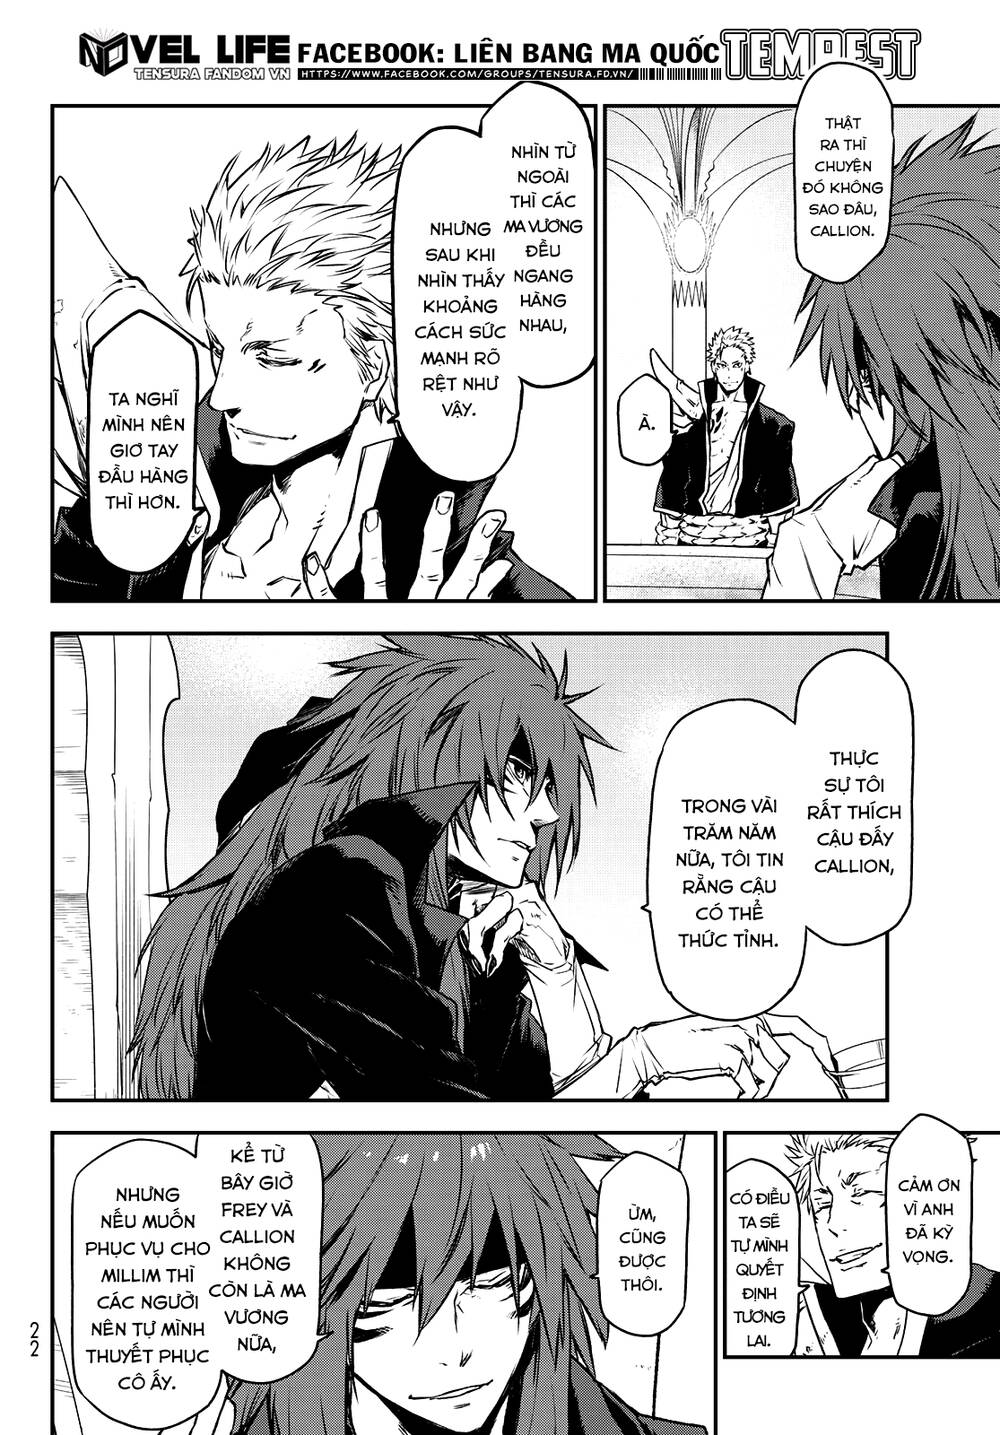 NOVEL LIFE
TENSURA FANDOM VN
FACEBOOK: LIÊN BANG MA QUỐC
HTTPS://WWW.FACEBOOK.COM/GROUPS/TENSURA.FD.VN/
TEMPEST
THẬT
RA THÌ
CHUYỆN
ĐÓ KHÔNG
SAO ĐÂU,
CALLION.
À.
NHÌN TỪ
NGOÀI
THÌ CÁC
MA VƯƠNG
ĐỀU
NGANG
HÀNG
NHAU,
NHƯNG
SAU KHI
NHÌN THẤY
KHOẢNG
CÁCH SỨC
MẠNH RÕ
RỆT NHƯ
VẬY.
TA NGHĨ
MÌNH NÊN
GIƠ TAY
ĐẦU HÀNG
THÌ HƠN.
THỰC
SỰ TÔI
RẤT THÍCH
CẬU ĐẤY
CALLION,
TRONG VÀI
TRĂM NĂM
NỮA, TÔI TIN
RẰNG CẬU
CÓ THỂ
THỨC TỈNH.
CẢM ƠN
VÌ ANH
ĐÃ KỲ
VỌNG.
CÓ ĐIỀU
TA SẼ
TỰ MÌNH
QUYẾT
ĐỊNH
TƯƠNG
LAI.
ỪM,
CŨNG
ĐƯỢC
THÔI.
KỂ TỪ
BÂY GIỜ
FREY VÀ
CALLION
KHÔNG
CÒN LÀ MA
VƯƠNG
NỮA,
NHƯNG
NẾU MUỐN
PHỤC VỤ CHO
MILLIM THÌ
CÁC NGƯỜI
NÊN TỰ MÌNH
THUYẾT PHỤC
CÔ ẤY.
22